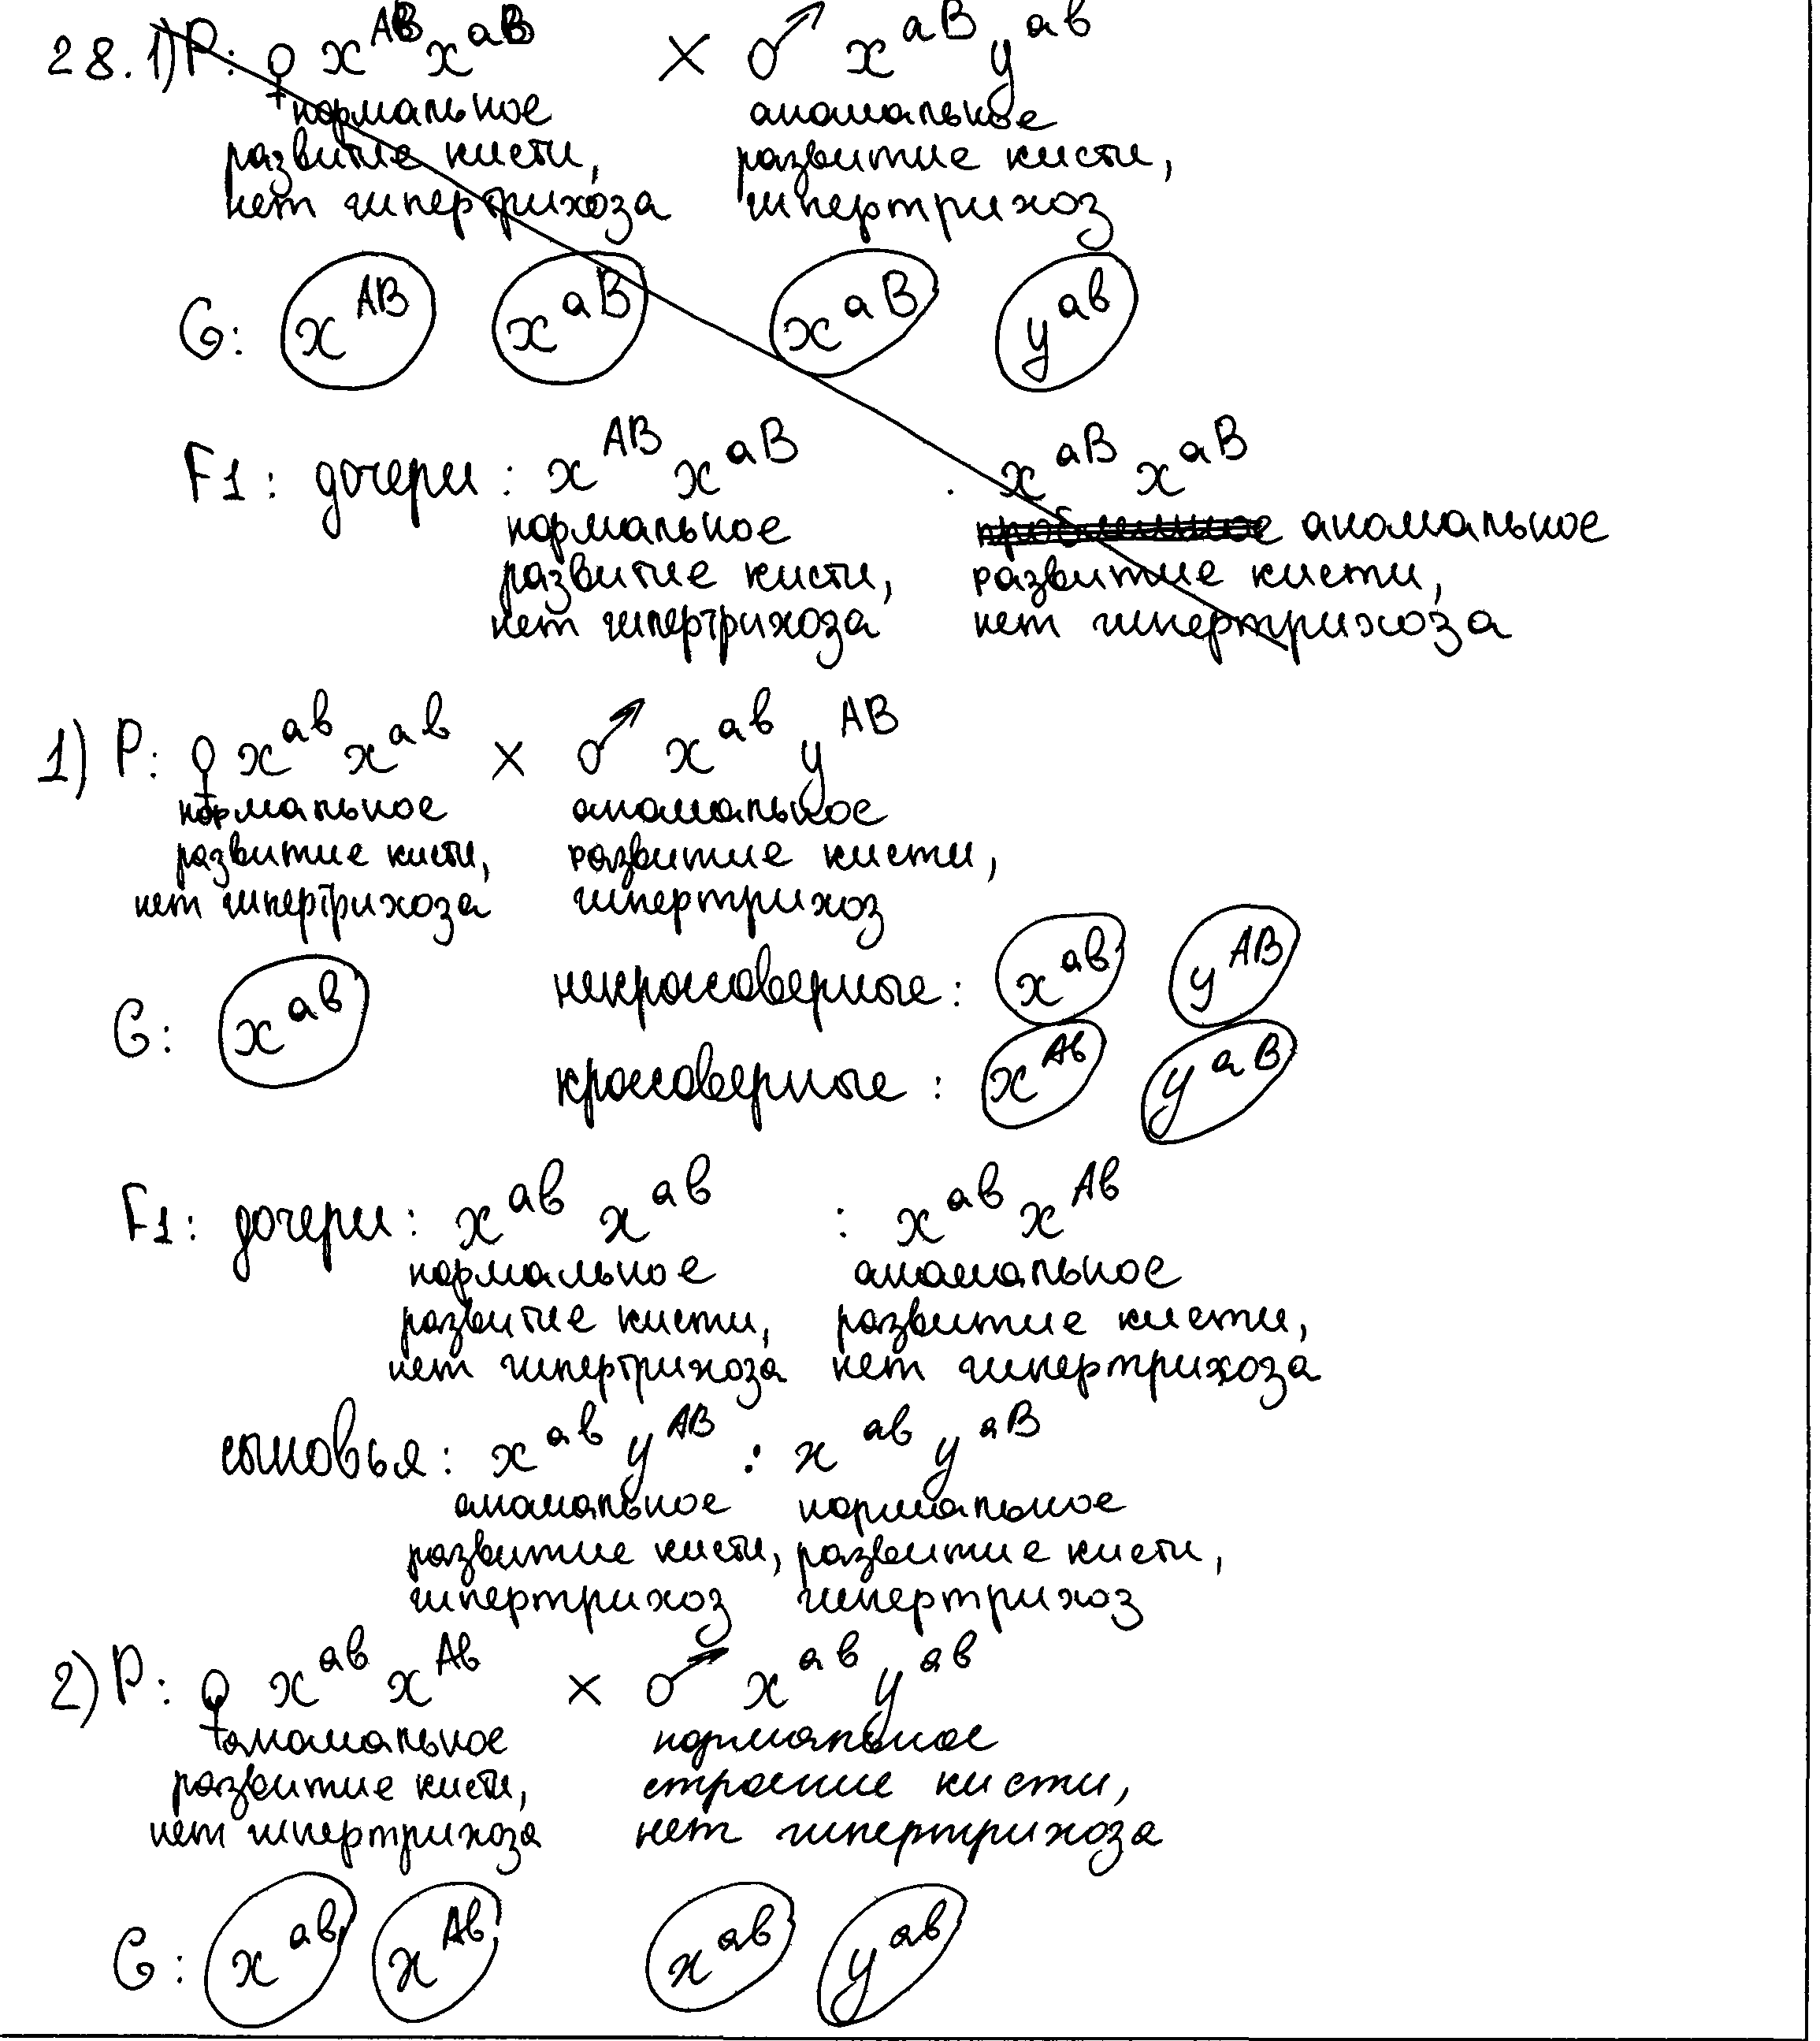 28. 1) P: ♀ x^AB x^aB × ♂ x^aB y^ab
нормальное аномальное
развитие кисти, развитие кисти,
нет гипертрихоза гипертрихоз
G: x^AB x^aB x^aB y^ab
F1: дочери: x^AB x^aB : x^aB x^aB
нормальное аномальное
развитие кисти, развитие кисти,
нет гипертрихоза нет гипертрихоза
1) P: ♀ x^ab x^ab × ♂ x^ab y^AB
нормальное аномальное
развитие кисти, развитие кисти,
нет гипертрихоза гипертрихоз
некроссоверные: x^ab y^AB
G: x^ab
кроссоверные: x^Ab y^aB
F1: дочери: x^ab x^ab : x^ab x^Ab
нормальное аномальное
развитие кисти, развитие кисти,
нет гипертрихоза нет гипертрихоза
сыновья: x^ab y^AB : x^ab y^aB
аномальное нормальное
развитие кисти, развитие кисти,
гипертрихоз гипертрихоз
2) P: ♀ x^ab x^Ab × ♂ x^ab y^ab
аномальное нормальное
развитие кисти, строение кисти,
нет гипертрихоза нет гипертрихоза
G: x^ab x^Ab x^ab y^ab